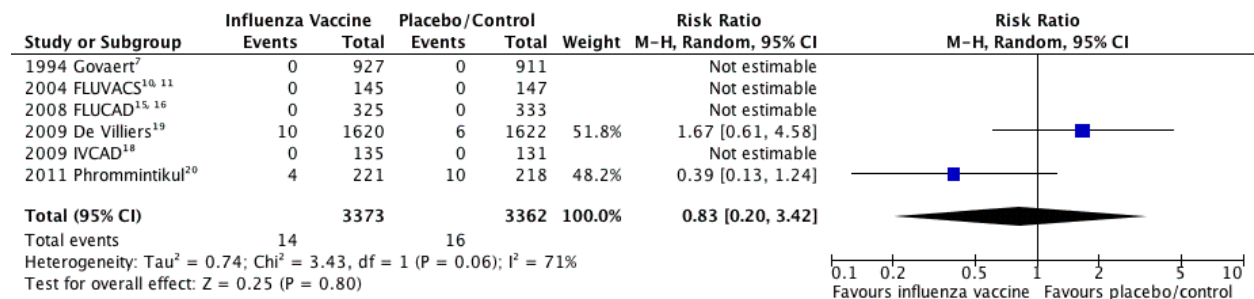 Influenza Vaccine Placebo/Control Risk Ratio Risk Ratio
Study or Subgroup Events Total Events Total Weight M-H, Random, 95% CI M-H, Random, 95% CI
1994 Govaert⁷ 0 927 0 911 Not estimable
2004 FLUVACS¹⁰, ¹¹ 0 145 0 147 Not estimable
2008 FLUCAD¹⁵, ¹⁶ 0 325 0 333 Not estimable
2009 De Villiers¹⁹ 10 1620 6 1622 51.8% 1.67 [0.61, 4.58]
2009 IVCAD¹⁸ 0 135 0 131 Not estimable
2011 Phrommintikul²⁰ 4 221 10 218 48.2% 0.39 [0.13, 1.24]
Total (95% CI) 3373 3362 100.0% 0.83 [0.20, 3.42]
Total events 14 16
Heterogeneity: Tau² = 0.74; Chi² = 3.43, df = 1 (P = 0.06); I² = 71%
Test for overall effect: Z = 0.25 (P = 0.80)
0.1 0.2 0.5 1 2 5 10
Favours influenza vaccine Favours placebo/control